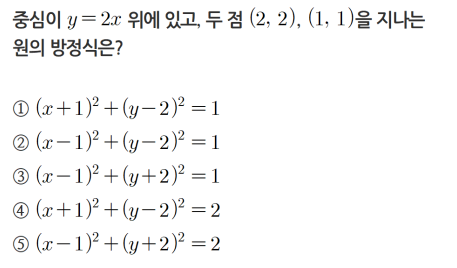 중심이 y=2x 위에 있고, 두 점 (2, 2), (1, 1)을 지나는
원의 방정식은?
① (x+1)²+(y-2)²=1
② (x-1)²+(y-2)²=1
③ (x-1)²+(y+2)²=1
④ (x+1)²+(y-2)²=2
⑤ (x-1)²+(y+2)²=2